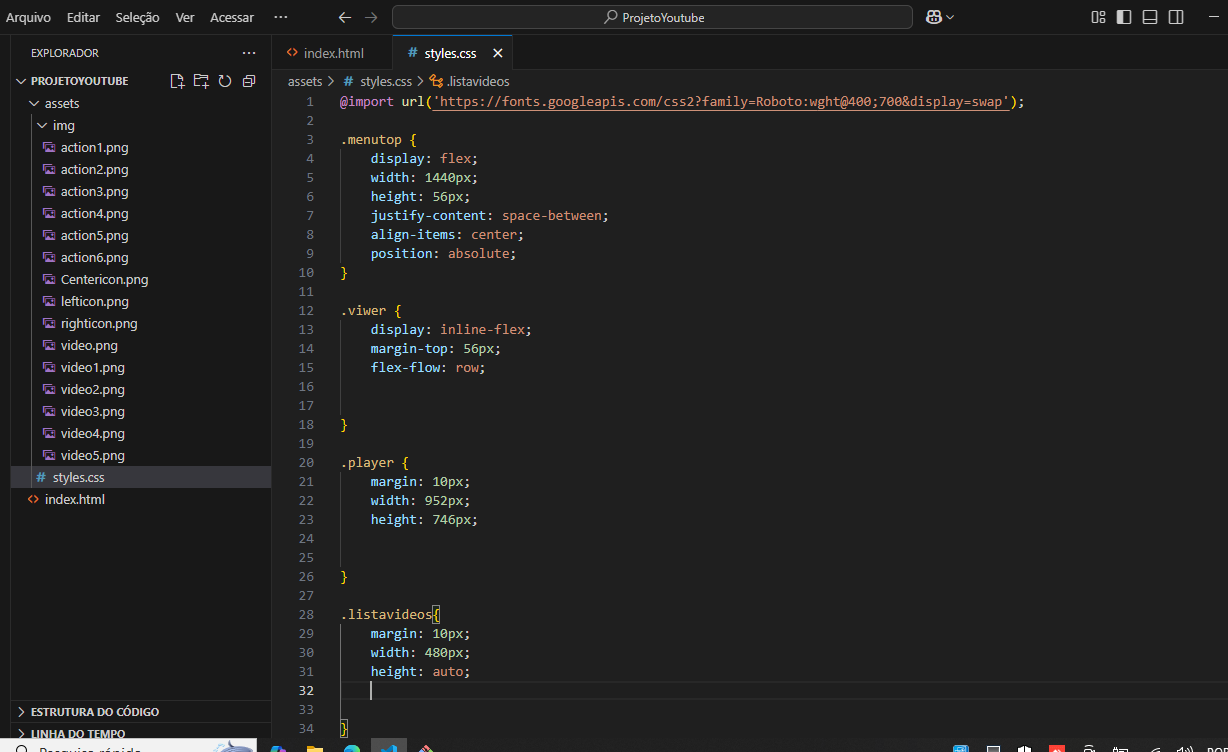 Arquivo Editar Seleção Ver Acessar ··· ProjetoYoutube
EXPLORADOR ···
PROJETOYOUTUBE
assets
img
action1.png
action2.png
action3.png
action4.png
action5.png
action6.png
Centericon.png
lefticon.png
righticon.png
video.png
video1.png
video2.png
video3.png
video4.png
video5.png
# styles.css
<> index.html
ESTRUTURA DO CÓDIGO
LINHA DO TEMPO
<> index.html # styles.css
assets > # styles.css > .listavideos
1 @import url('https://fonts.googleapis.com/css2?family=Roboto:wght@400;700&display=swap');
2
3 .menutop {
4 display: flex;
5 width: 1440px;
6 height: 56px;
7 justify-content: space-between;
8 align-items: center;
9 position: absolute;
10 }
11
12 .viwer {
13 display: inline-flex;
14 margin-top: 56px;
15 flex-flow: row;
16
17
18 }
19
20 .player {
21 margin: 10px;
22 width: 952px;
23 height: 746px;
24
25
26 }
27
28 .listavideos{
29 margin: 10px;
30 width: 480px;
31 height: auto;
32
33
34 }
Pesquisa rápida